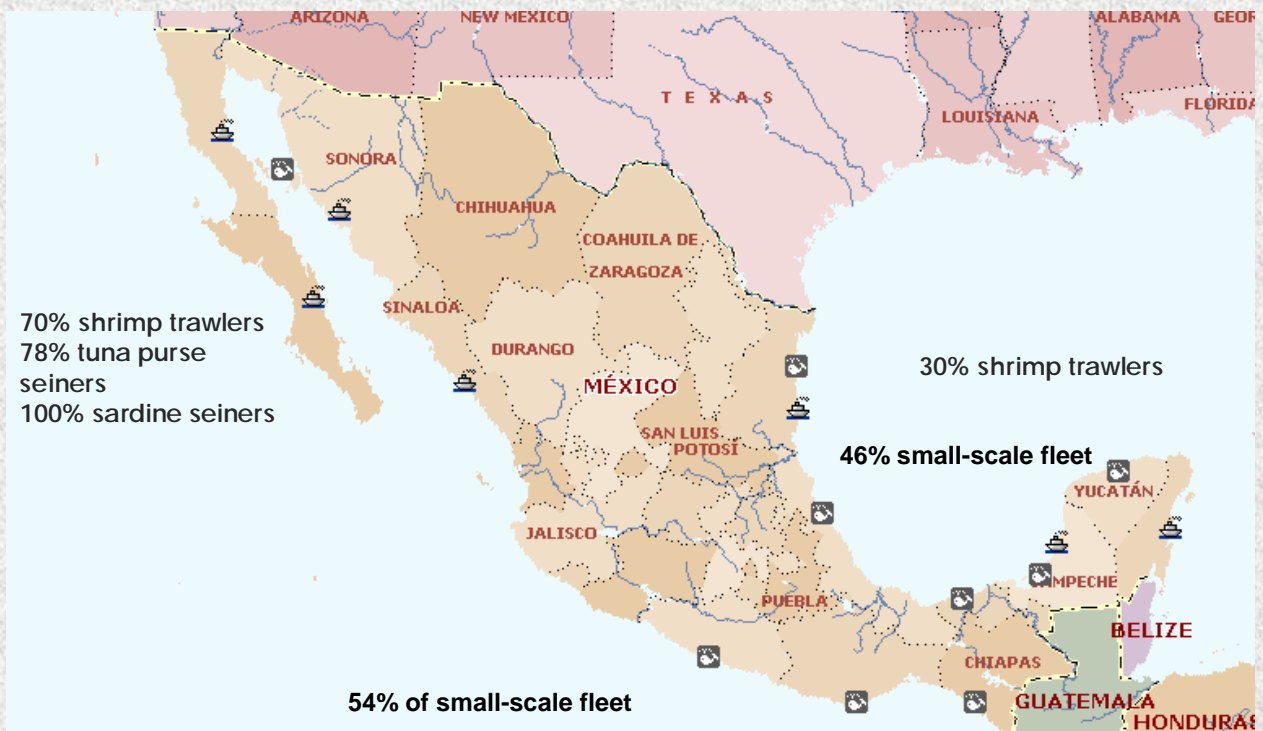 ARIZONA
NEW MEXICO
ALABAMA
GEOR
TEXAS
FLORIDA
LOUISIANA
SONORA
CHIHUAHUA
COAHUILA DE
ZARAGOZA
SINALOA
70% shrimp trawlers
78% tuna purse
seiners
100% sardine seiners
DURANGO
MÉXICO
30% shrimp trawlers
SAN LUIS
POTOSÍ
46% small-scale fleet
YUCATÁN
JALISCO
MPECHE
PUEBLA
BELIZE
CHIAPAS
54% of small-scale fleet
GUATEMALA
HONDURAS